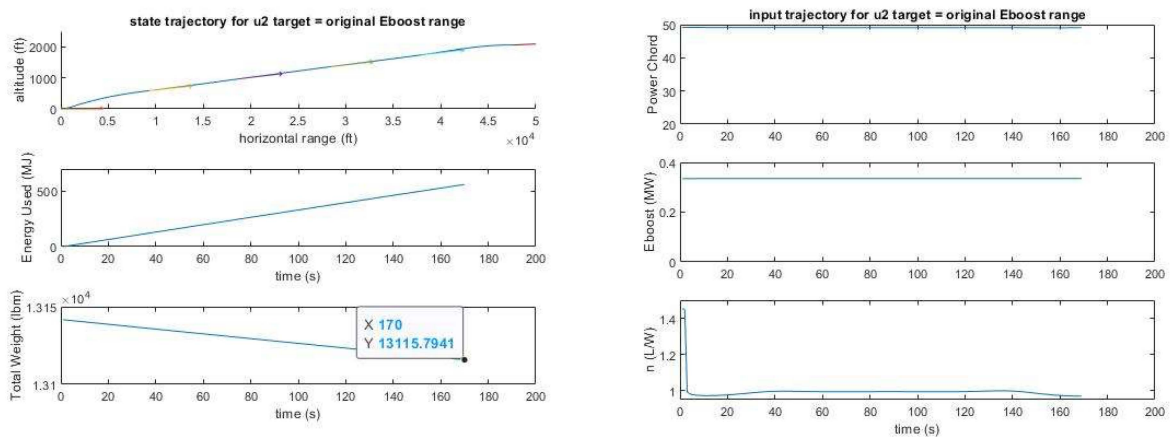 state trajectory for u2 target = original Eboost range
altitude (ft)
2000
1000
0
0 0.5 1 1.5 2 2.5 3 3.5 4 4.5 5
×10⁴
horizontal range (ft)
Energy Used (MJ)
500
0
0 20 40 60 80 100 120 140 160 180 200
time (s)
Total Weight (lbm)
1.315 ×10⁴
1.31
X 170
Y 13115.7941
0 20 40 60 80 100 120 140 160 180 200
time (s)
input trajectory for u2 target = original Eboost range
Power Chord
50
40
30
20
0 20 40 60 80 100 120 140 160 180 200
Eboost (MW)
0.4
0.2
0
0 20 40 60 80 100 120 140 160 180 200
n (L/W)
1.4
1.2
1
0 20 40 60 80 100 120 140 160 180 200
time (s)